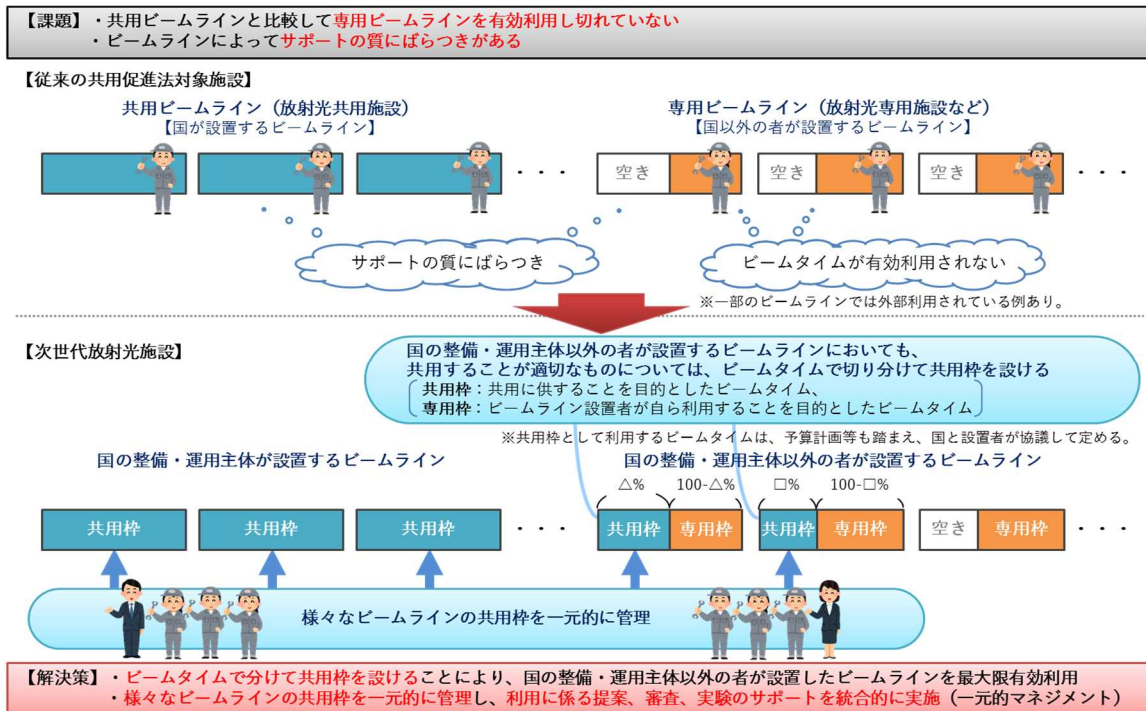 【課題】・共用ビームラインと比較して専用ビームラインを有効利用し切れていない
・ビームラインによってサポートの質にばらつきがある
【従来の共用促進法対象施設】
共用ビームライン（放射光共用施設）
【国が設置するビームライン】
専用ビームライン（放射光専用施設など）
【国以外の者が設置するビームライン】
・・・
空き
空き
空き
・・・
サポートの質にばらつき
ビームタイムが有効利用されない
※一部のビームラインでは外部利用されている例あり。
【次世代放射光施設】
国の整備・運用主体以外の者が設置するビームラインにおいても、
共用することが適切なものについては、ビームタイムで切り分けて共用枠を設ける
共用枠：共用に供することを目的としたビームタイム、
専用枠：ビームライン設置者が自ら利用することを目的としたビームタイム
※共用枠として利用するビームタイムは、予算計画等も踏まえ、国と設置者が協議して定める。
国の整備・運用主体が設置するビームライン
国の整備・運用主体以外の者が設置するビームライン
△% 100-△% □% 100-□%
共用枠 共用枠 共用枠 ・・・ 共用枠 専用枠 共用枠 専用枠 空き 専用枠 ・・・
様々なビームラインの共用枠を一元的に管理
【解決策】・ビームタイムで分けて共用枠を設けることにより、国の整備・運用主体以外の者が設置したビームラインを最大限有効利用
・様々なビームラインの共用枠を一元的に管理し、利用に係る提案、審査、実験のサポートを統合的に実施（一元的マネジメント）